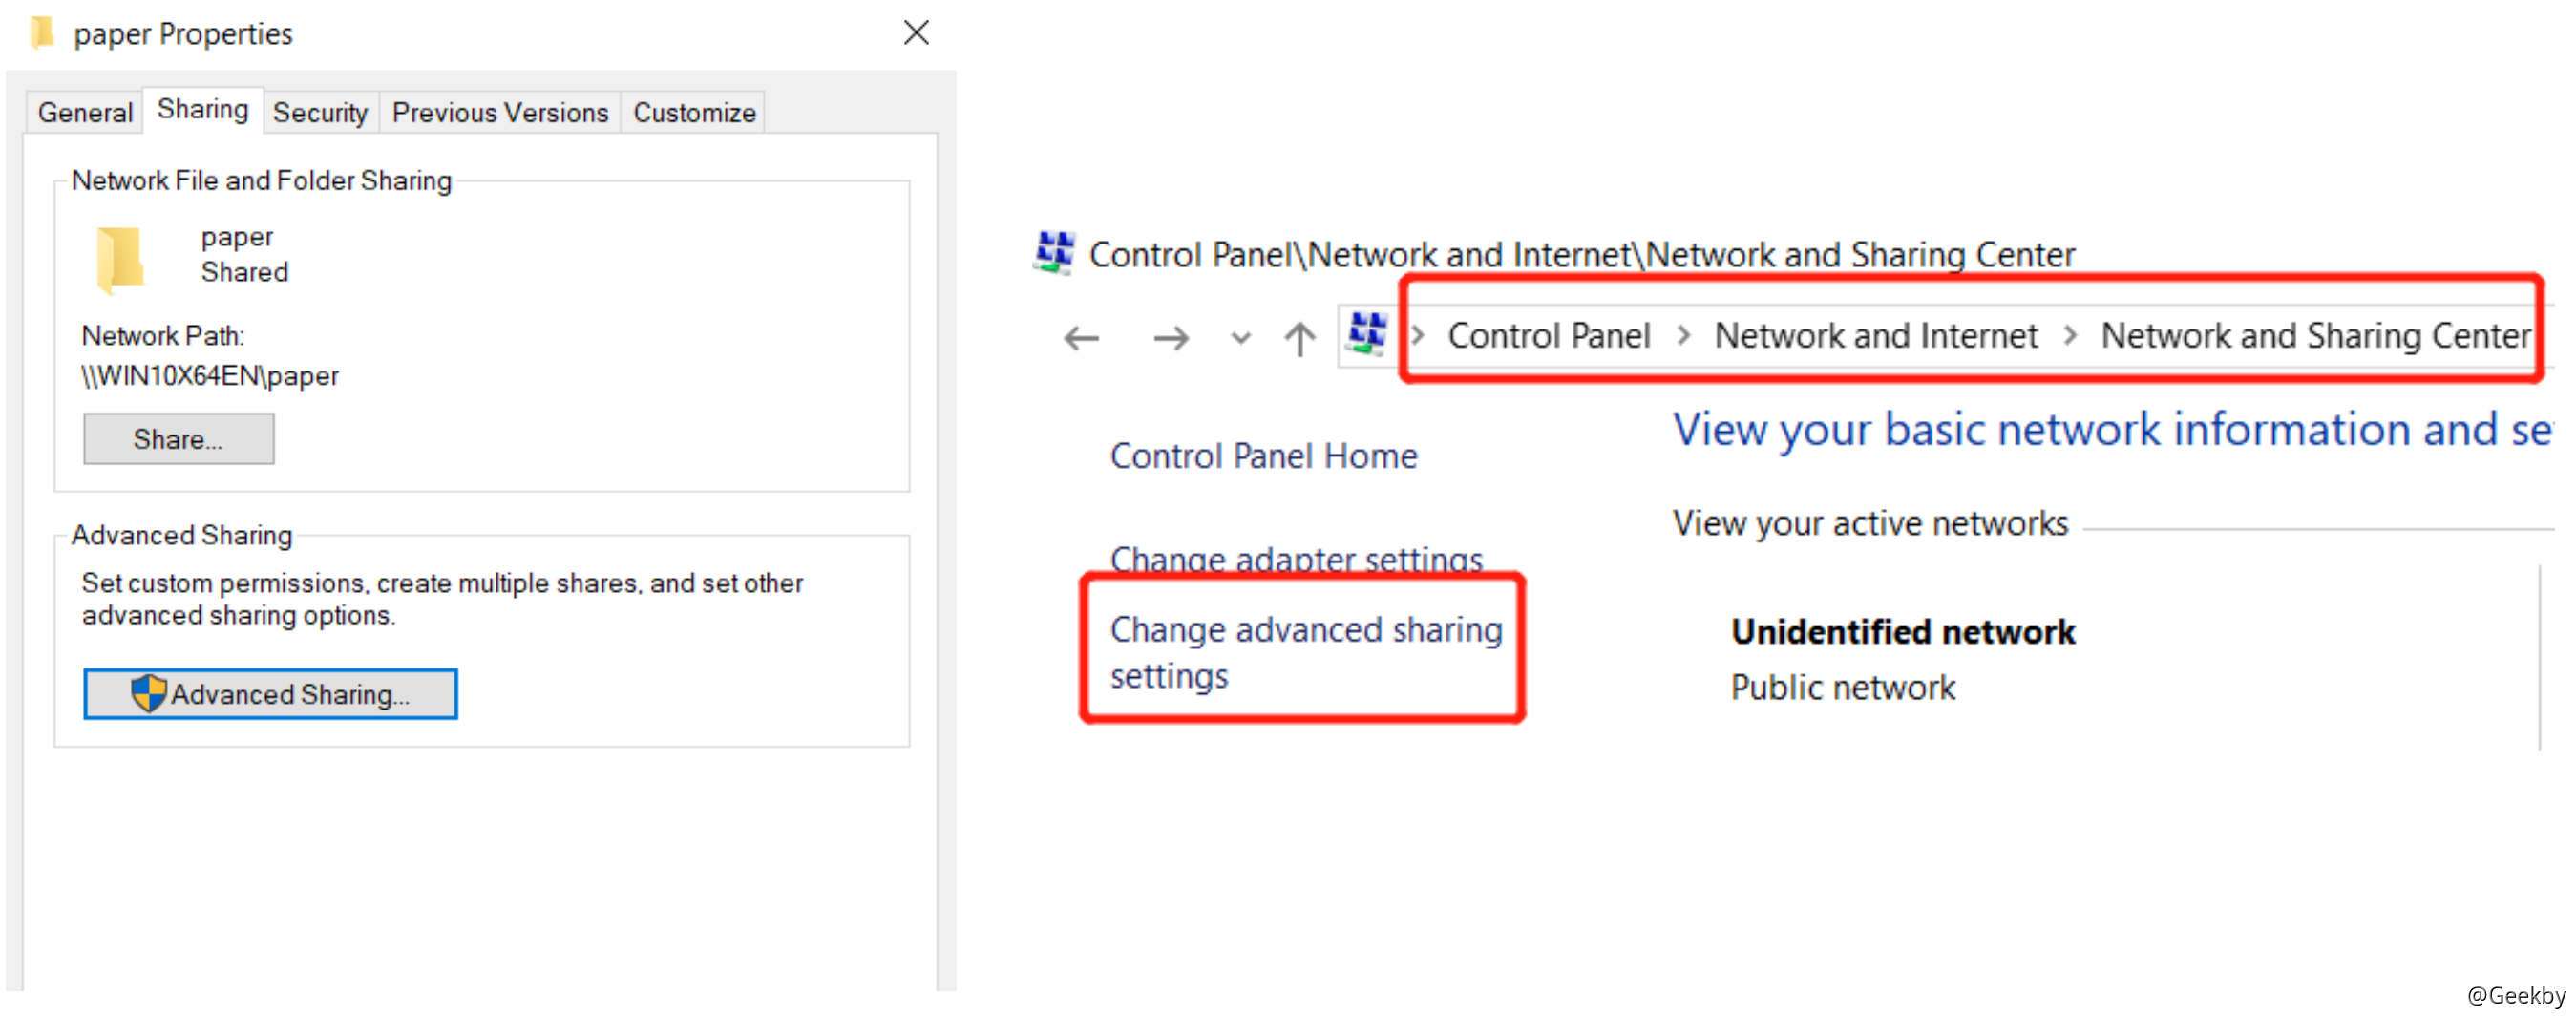 paper Properties
General Sharing Security Previous Versions Customize
Network File and Folder Sharing
paper
Shared
Network Path:
\\WIN10X64EN\paper
Share...
Advanced Sharing
Set custom permissions, create multiple shares, and set other
advanced sharing options.
Advanced Sharing...
Control Panel\Network and Internet\Network and Sharing Center
Control Panel > Network and Internet > Network and Sharing Center
Control Panel Home
Change adapter settings
Change advanced sharing
settings
View your basic network information and se
View your active networks
Unidentified network
Public network
@Geekby